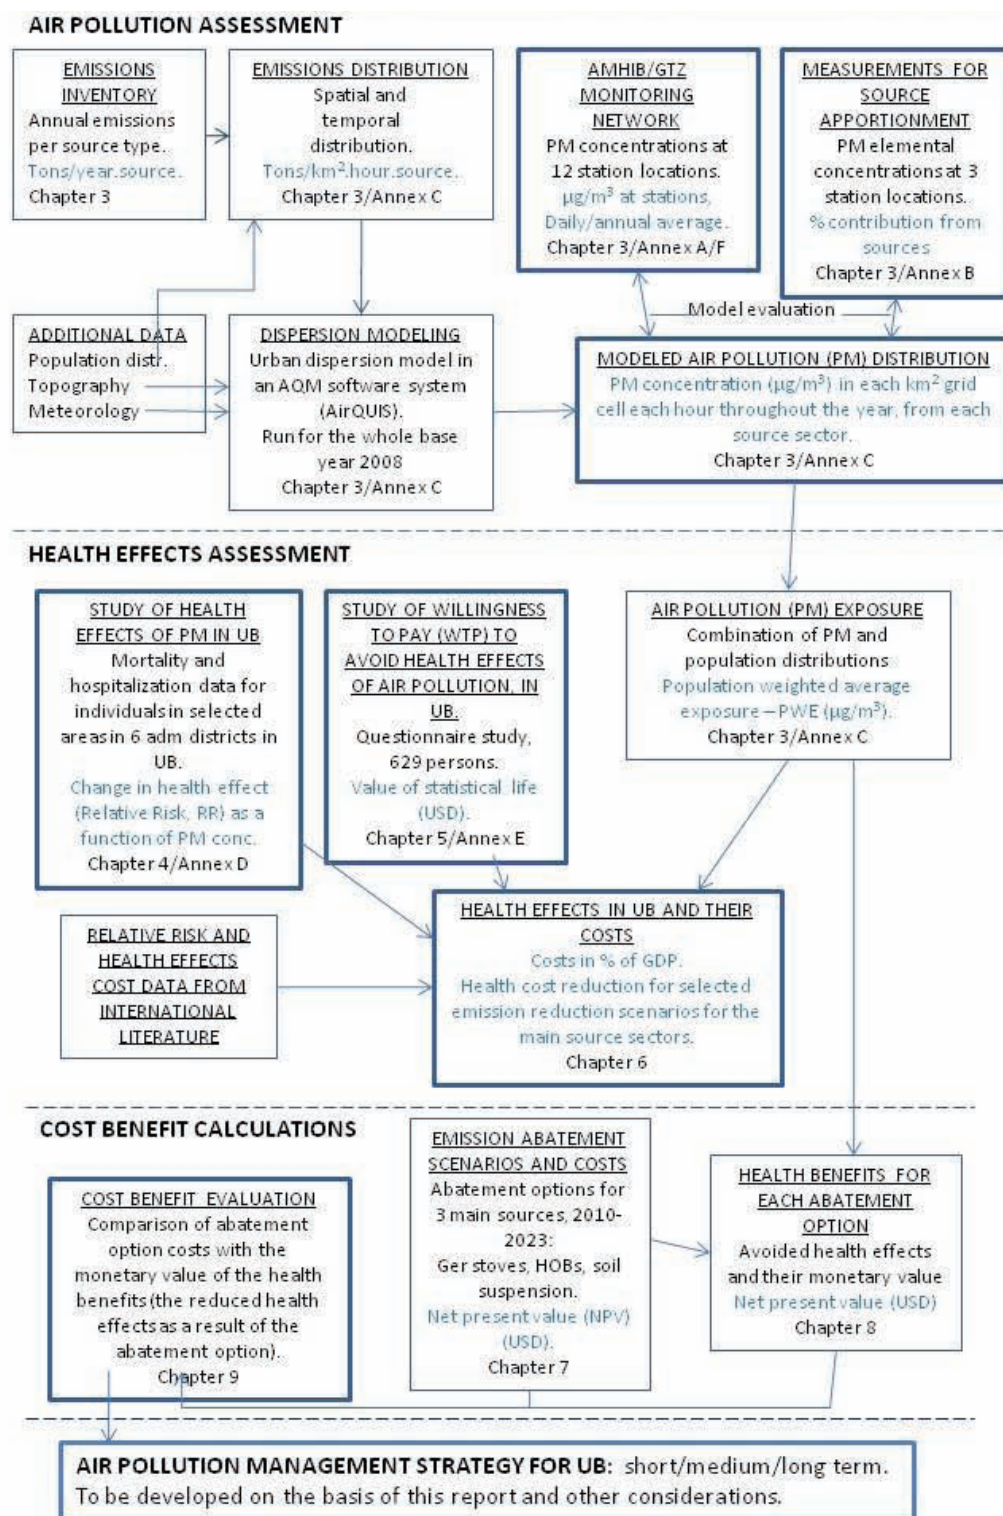 AIR POLLUTION ASSESSMENT
EMISSIONS
INVENTORY
Annual emissions
per source type.
Tons/year.source.
Chapter 3
EMISSIONS DISTRIBUTION
Spatial and
temporal
distribution.
Tons/km².hour.source.
Chapter 3/Annex C
AMHIB/GTZ
MONITORING
NETWORK
PM concentrations at
12 station locations.
µg/m³ at stations,
Daily/annual average.
Chapter 3/Annex A/F
MEASUREMENTS FOR
SOURCE
APPORTIONMENT
PM elemental
concentrations at 3
station locations.
% contribution from
sources
Chapter 3/Annex B
Model evaluation
ADDITIONAL DATA
Population distr.
Topography
Meteorology
DISPERSION MODELING
Urban dispersion model in
an AQM software system
(AirQUIS).
Run for the whole base
year 2008
Chapter 3/Annex C
MODELED AIR POLLUTION (PM) DISTRIBUTION
PM concentration (µg/m³) in each km² grid
cell each hour throughout the year, from each
source sector.
Chapter 3/Annex C
HEALTH EFFECTS ASSESSMENT
STUDY OF HEALTH
EFFECTS OF PM IN UB
Mortality and
hospitalization data for
individuals in selected
areas in 6 adm districts in
UB.
Change in health effect
(Relative Risk, RR) as a
function of PM conc.
Chapter 4/Annex D
STUDY OF WILLINGNESS
TO PAY (WTP) TO
AVOID HEALTH EFFECTS
OF AIR POLLUTION, IN
UB.
Questionnaire study,
629 persons.
Value of statistical life
(USD).
Chapter 5/Annex E
AIR POLLUTION (PM) EXPOSURE
Combination of PM and
population distributions
Population weighted average
exposure – PWE (µg/m³).
Chapter 3/Annex C
RELATIVE RISK AND
HEALTH EFFECTS
COST DATA FROM
INTERNATIONAL
LITERATURE
HEALTH EFFECTS IN UB AND THEIR
COSTS
Costs in % of GDP.
Health cost reduction for selected
emission reduction scenarios for the
main source sectors.
Chapter 6
COST BENEFIT CALCULATIONS
COST BENEFIT EVALUATION
Comparison of abatement
option costs with the
monetary value of the health
benefits (the reduced health
effects as a result of the
abatement option).
Chapter 9
EMISSION ABATEMENT
SCENARIOS AND COSTS
Abatement options for
3 main sources, 2010-
2023:
Ger stoves, HOBs, soil
suspension.
Net present value (NPV)
(USD).
Chapter 7
HEALTH BENEFITS FOR
EACH ABATEMENT
OPTION
Avoided health effects
and their monetary value
Net present value (USD)
Chapter 8
AIR POLLUTION MANAGEMENT STRATEGY FOR UB: short/medium/long term.
To be developed on the basis of this report and other considerations.